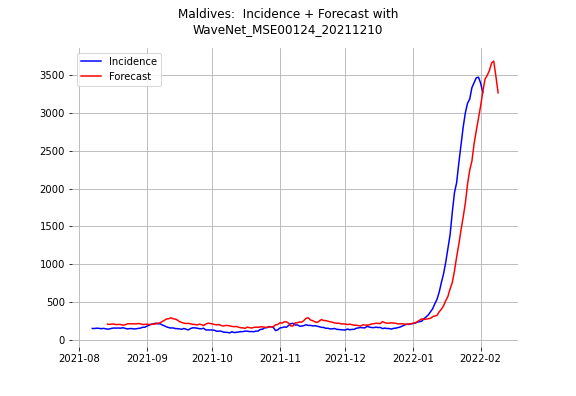 Maldives:  Incidence + Forecast with
WaveNet_MSE00124_20211210
Incidence
Forecast
3500
3000
2500
2000
1500
1000
500
0
2021-08 2021-09 2021-10 2021-11 2021-12 2022-01 2022-02